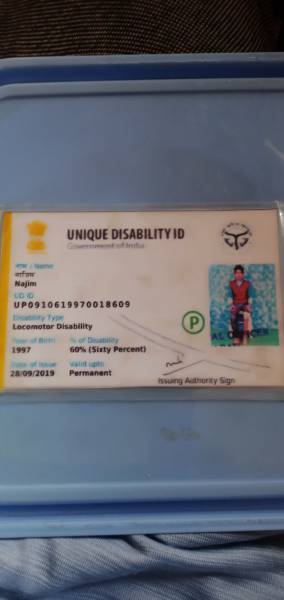 UNIQUE DISABILITY ID
Government of India
नाम / Name
नाजिम
Najim
UD ID
UP0910619970018609
Disability Type
Locomotor Disability
Year of Birth % of Disability
1997 60% (Sixty Percent)
Date of Issue Valid upto
28/09/2019 Permanent
P
Issuing Authority Sign